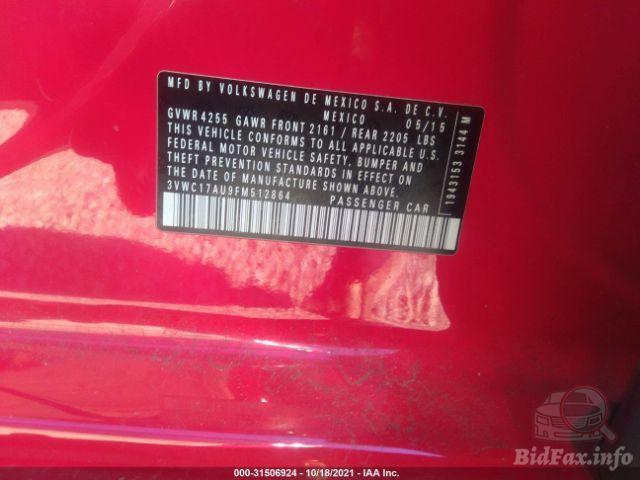 MFD BY VOLKSWAGEN DE MEXICO S.A. DE C.V.
MEXICO 05/15
GVWR 4255 GAWR FRONT 2161 / REAR 2205 LBS
THIS VEHICLE CONFORMS TO ALL APPLICABLE U.S.
FEDERAL MOTOR VEHICLE SAFETY, BUMPER AND
THEFT PREVENTION STANDARDS IN EFFECT ON
THE DATE OF MANUFACTURE SHOWN ABOVE.
3VWC17AU9FM512864 PASSENGER CAR
1943153 3144 M
BidFax.info
000-31506924 - 10/18/2021 - IAA Inc.